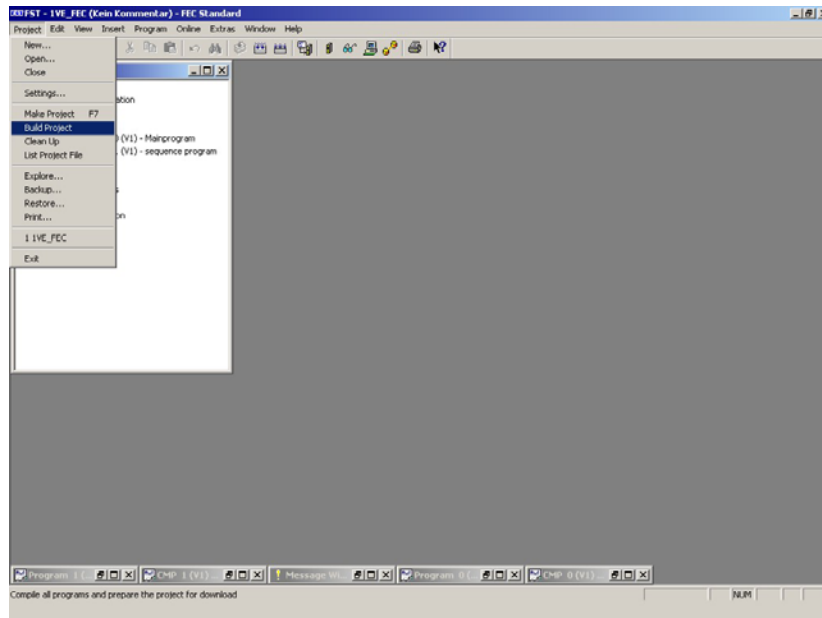 FST - 1VE_FEC (Kein Kommentar) - FEC Standard
Project Edit View Insert Program Online Extras Window Help
New...
Open...
Close
Settings...
ation
Make Project F7
Build Project
) (V1) - Mainprogram
Clean Up
(V1) - sequence program
List Project File
Explore...
Backup...
s
Restore...
Print...
on
1 1VE_FEC
Exit
Program 1 (... CMP 1 (V1) ... Message Wi... Program 0 (... CMP 0 (V1) ...
Compile all programs and prepare the project for download
NUM